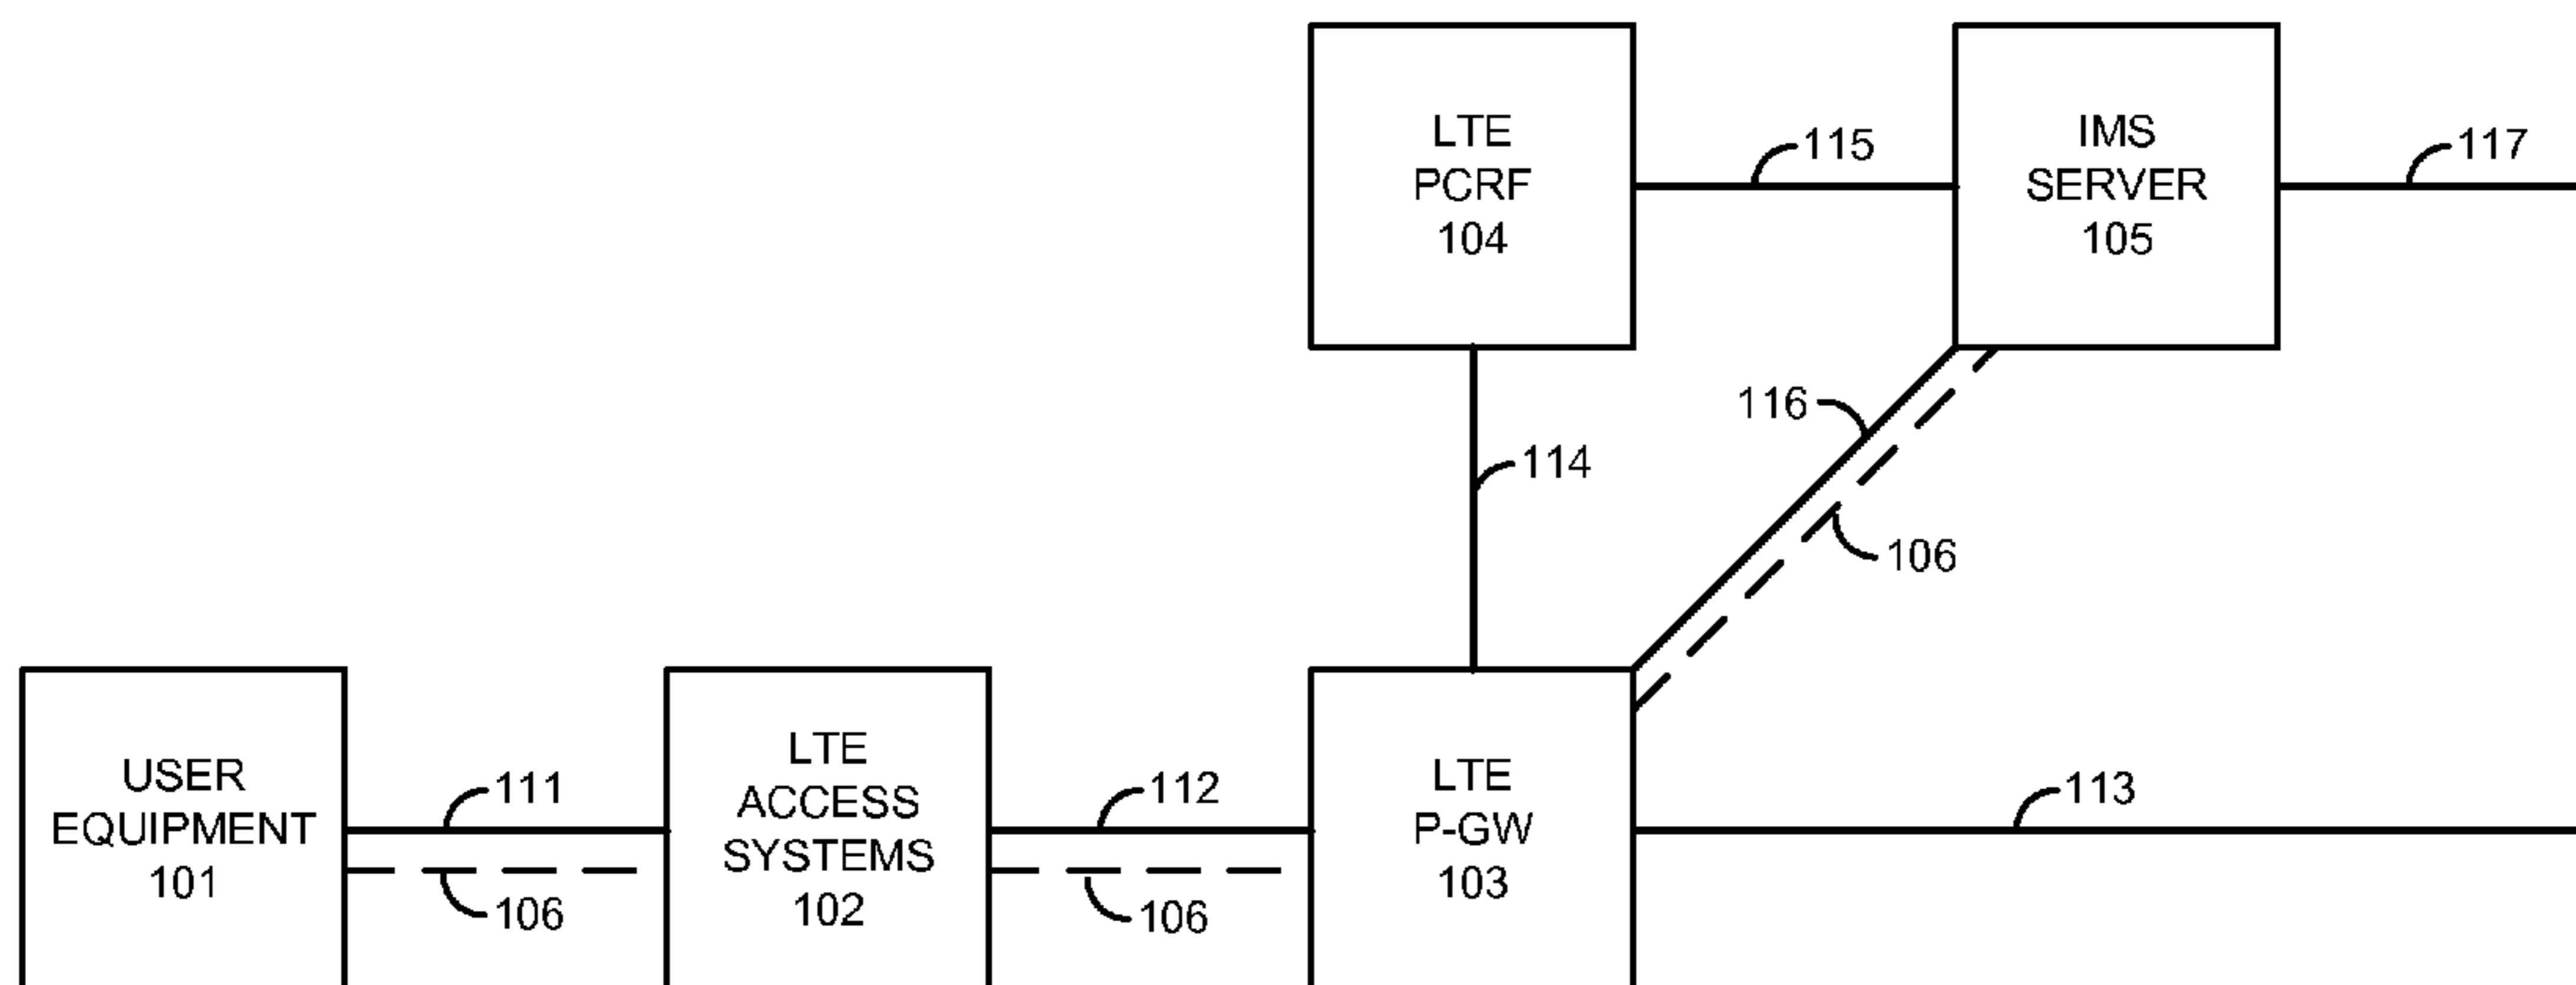 LTE
PCRF
104
115
IMS
SERVER
105
117
116
114
106
USER
EQUIPMENT
101
111
106
LTE
ACCESS
SYSTEMS
102
112
106
LTE
P-GW
103
113